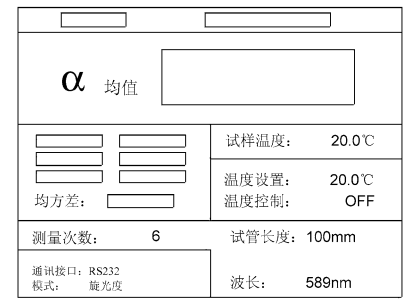 α 均值
试样温度： 20.0℃
温度设置： 20.0℃
温度控制： OFF
均方差：
测量次数： 6
试管长度：100mm
通讯接口：RS232
模式： 旋光度
波长： 589nm